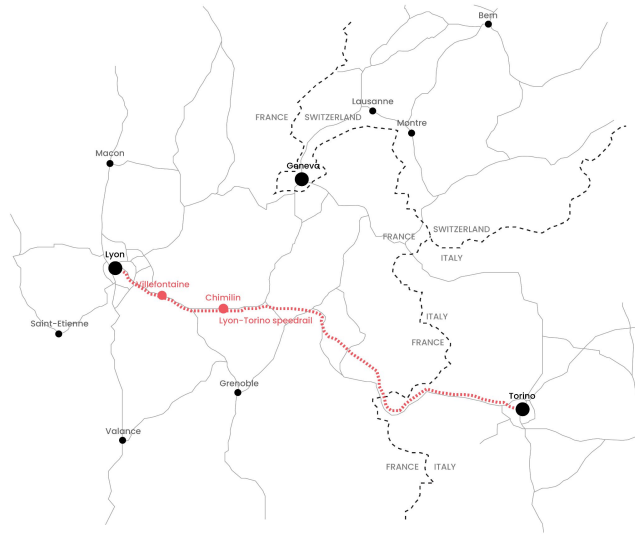 Bern
Lausanne
FRANCE
SWITZERLAND
Møntre
Macon
Geneva
FRANCE
SWITZERLAND
Lyon
ITALY
Villefontaine
Chimilin
Lyon-Torino speedrail
ITALY
Saint-Etienne
FRANCE
Grenoble
Torino
Valance
FRANCE
ITALY